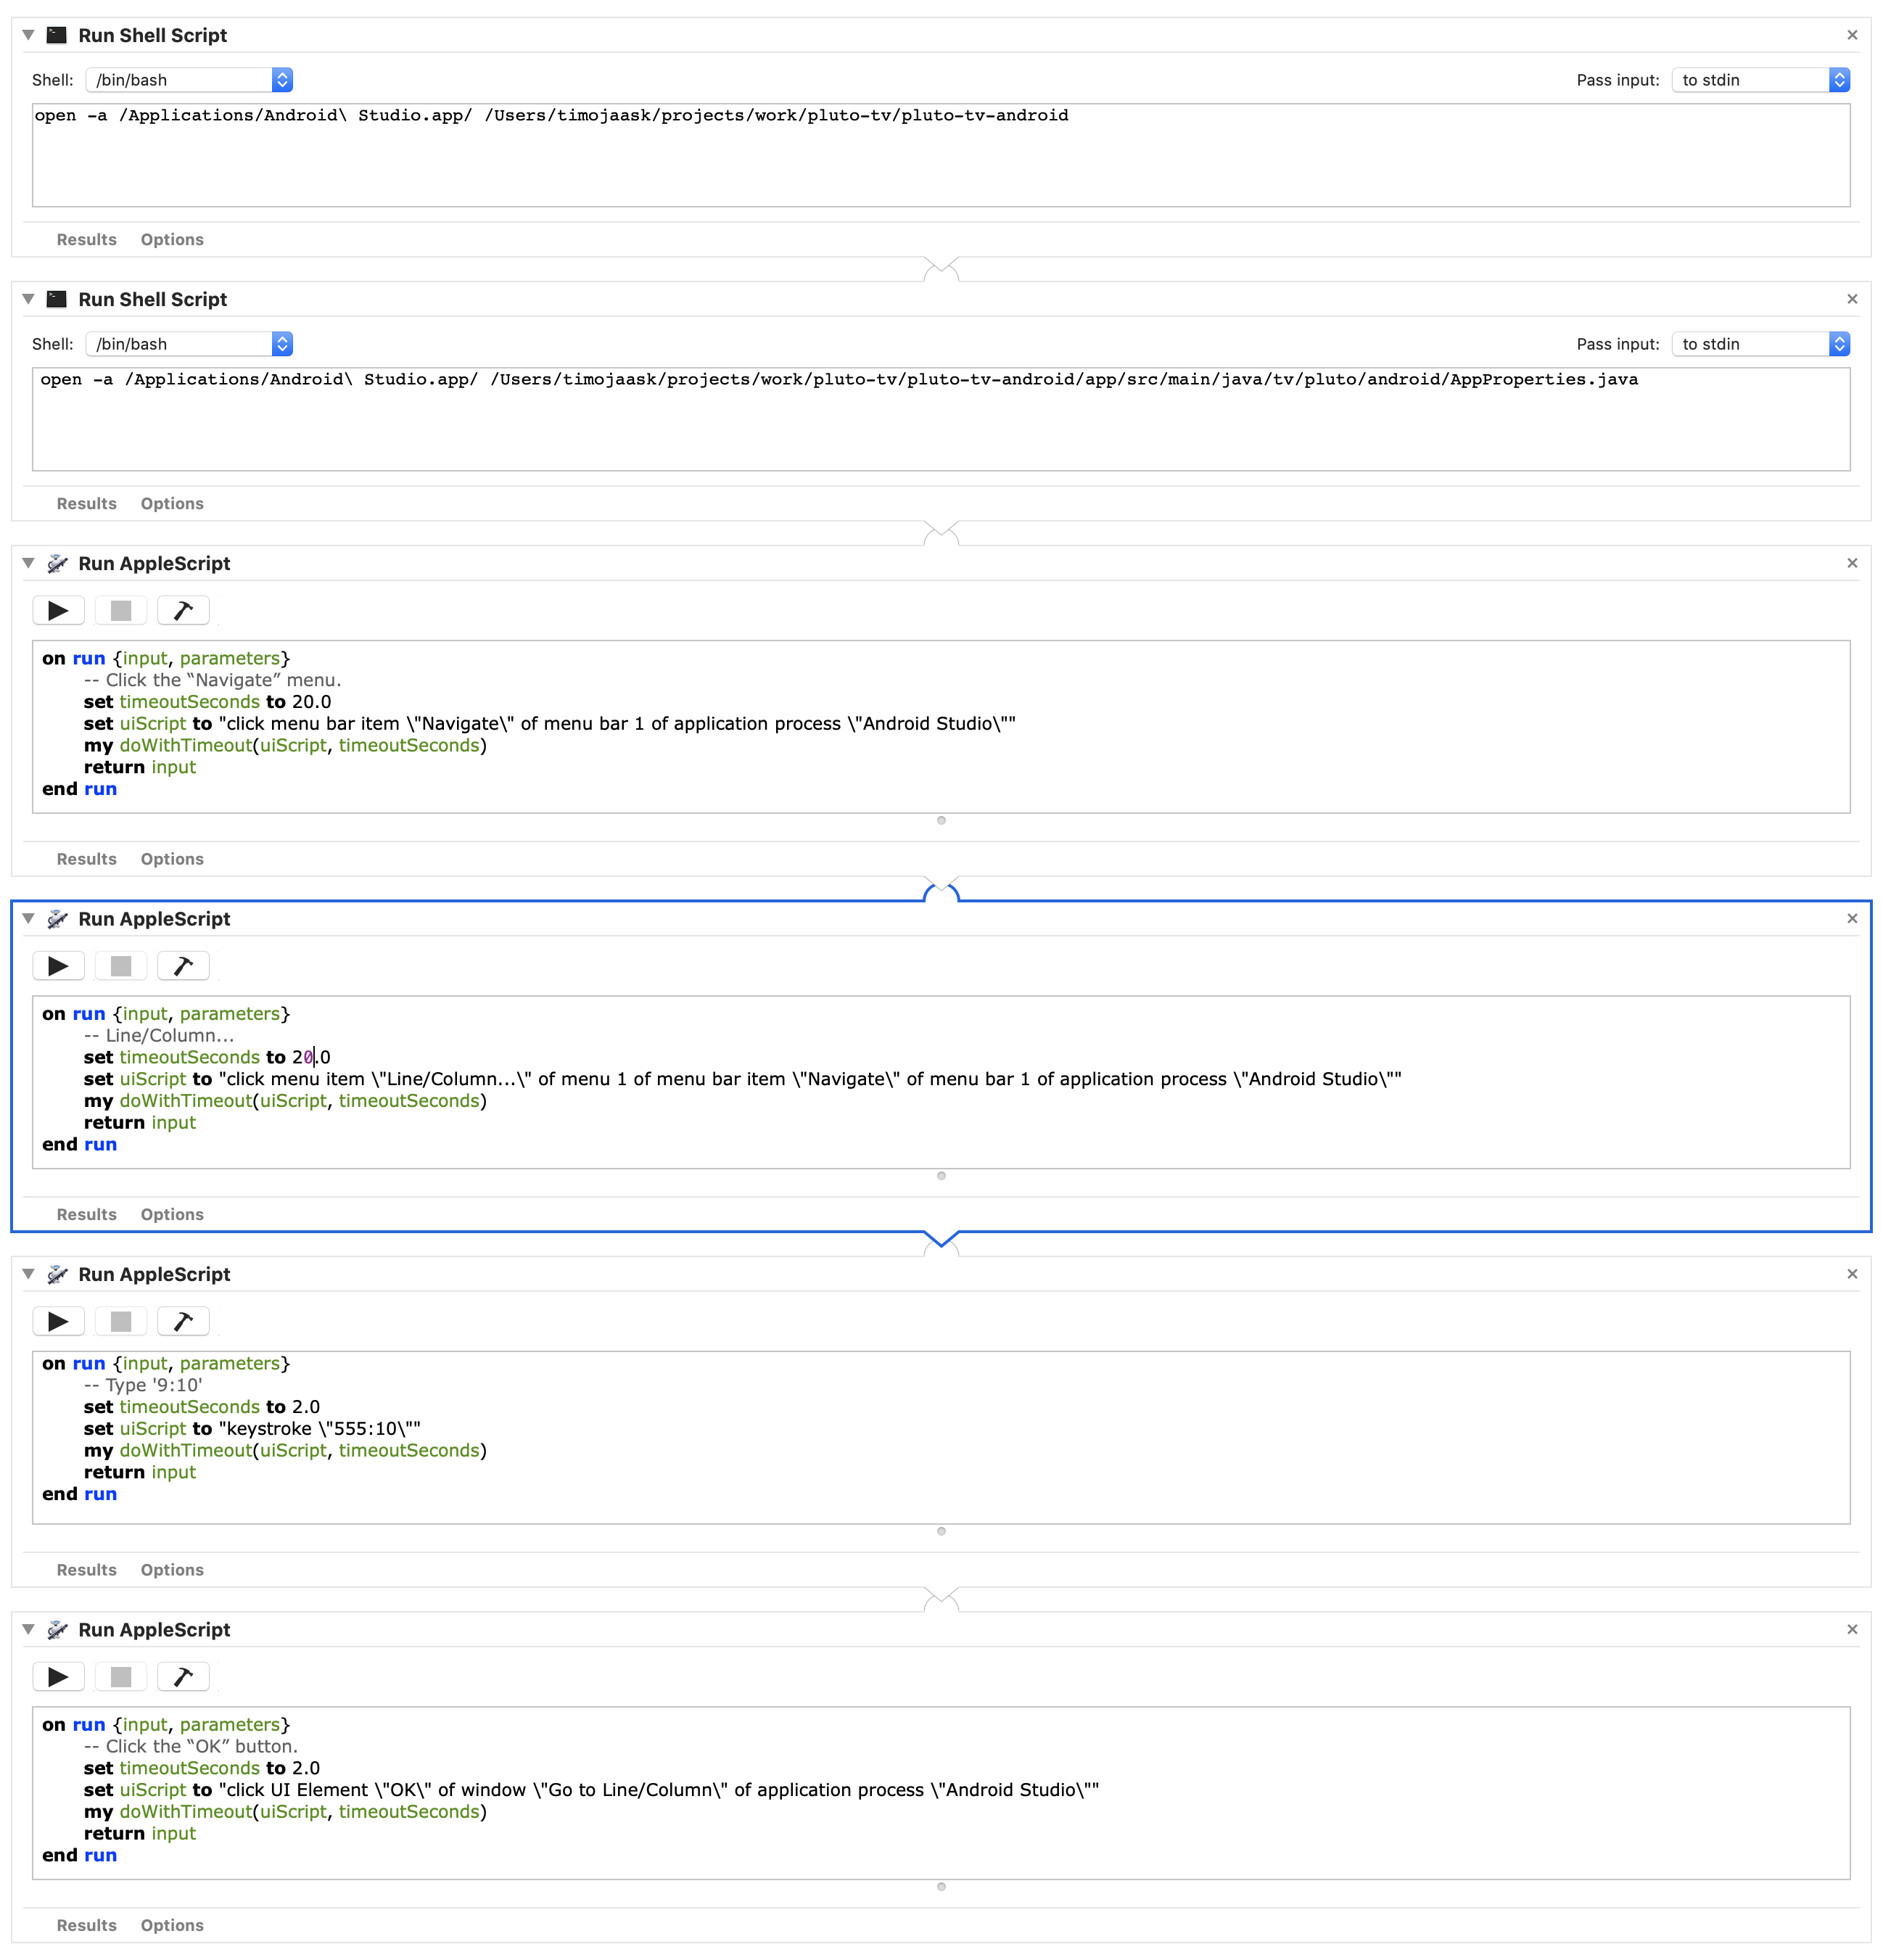 Run Shell Script
Shell: /bin/bash Pass input: to stdin
open -a /Applications/Android\ Studio.app/ /Users/timojaask/projects/work/pluto-tv/pluto-tv-android
Results Options
Run Shell Script
Shell: /bin/bash Pass input: to stdin
open -a /Applications/Android\ Studio.app/ /Users/timojaask/projects/work/pluto-tv/pluto-tv-android/app/src/main/java/tv/pluto/android/AppProperties.java
Results Options
Run AppleScript
on run {input, parameters}
-- Click the “Navigate” menu.
set timeoutSeconds to 20.0
set uiScript to "click menu bar item \"Navigate\" of menu bar 1 of application process \"Android Studio\""
my doWithTimeout(uiScript, timeoutSeconds)
return input
end run
Results Options
Run AppleScript
on run {input, parameters}
-- Line/Column...
set timeoutSeconds to 20.0
set uiScript to "click menu item \"Line/Column...\" of menu 1 of menu bar item \"Navigate\" of menu bar 1 of application process \"Android Studio\""
my doWithTimeout(uiScript, timeoutSeconds)
return input
end run
Results Options
Run AppleScript
on run {input, parameters}
-- Type '9:10'
set timeoutSeconds to 2.0
set uiScript to "keystroke \"555:10\""
my doWithTimeout(uiScript, timeoutSeconds)
return input
end run
Results Options
Run AppleScript
on run {input, parameters}
-- Click the “OK” button.
set timeoutSeconds to 2.0
set uiScript to "click UI Element \"OK\" of window \"Go to Line/Column\" of application process \"Android Studio\""
my doWithTimeout(uiScript, timeoutSeconds)
return input
end run
Results Options